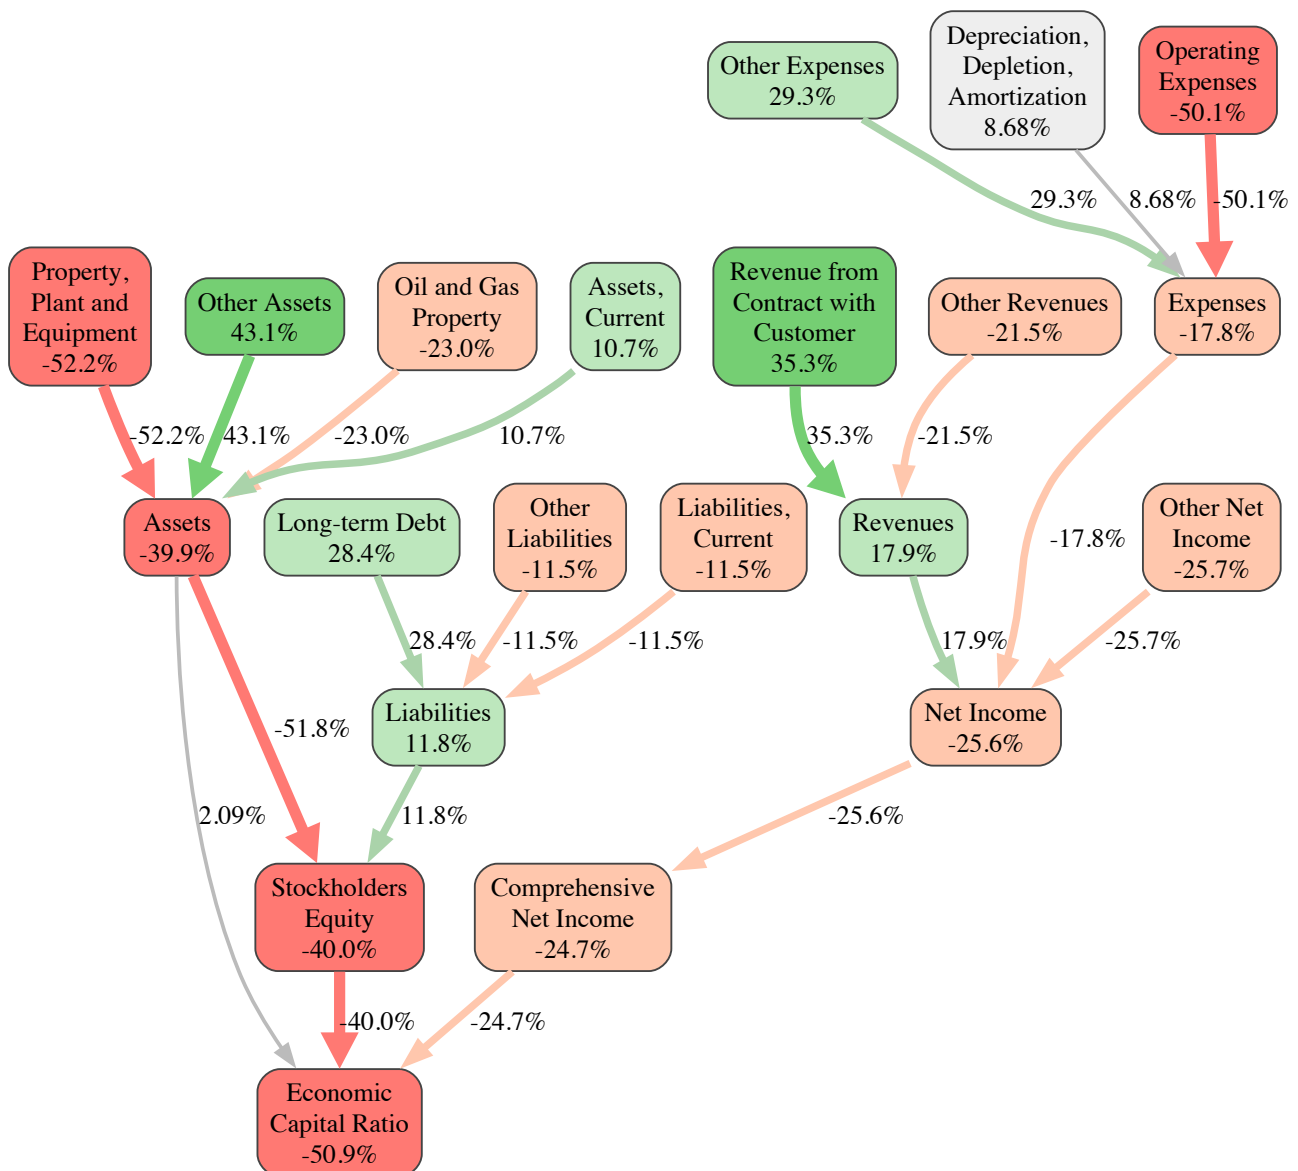 Other Expenses
29.3%
Depreciation,
Depletion,
Amortization
8.68%
Operating
Expenses
-50.1%
29.3%
8.68%
-50.1%
Property,
Plant and
Equipment
-52.2%
Other Assets
43.1%
Oil and Gas
Property
-23.0%
Assets,
Current
10.7%
Revenue from
Contract with
Customer
35.3%
Other Revenues
-21.5%
Expenses
-17.8%
-52.2%
43.1%
-23.0%
10.7%
35.3%
-21.5%
Assets
-39.9%
Long-term Debt
28.4%
Other
Liabilities
-11.5%
Liabilities,
Current
-11.5%
Revenues
17.9%
-17.8%
Other Net
Income
-25.7%
28.4%
-11.5%
-11.5%
17.9%
-25.7%
-51.8%
Liabilities
11.8%
Net Income
-25.6%
2.09%
11.8%
-25.6%
Stockholders
Equity
-40.0%
Comprehensive
Net Income
-24.7%
-40.0%
-24.7%
Economic
Capital Ratio
-50.9%